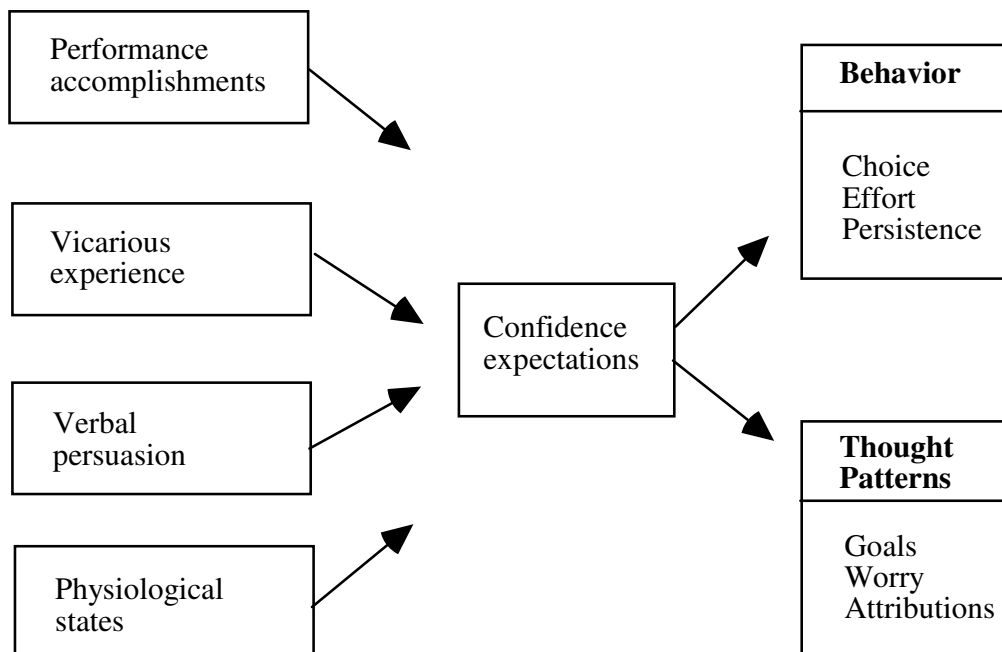 Performance
accomplishments
Vicarious
experience
Verbal
persuasion
Physiological
states
Confidence
expectations
Behavior
Choice
Effort
Persistence
Thought
Patterns
Goals
Worry
Attributions